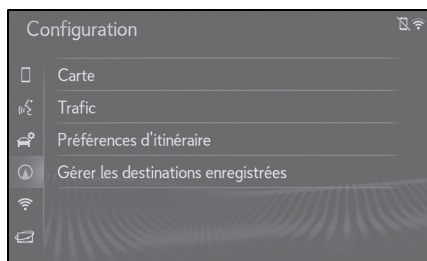 Configuration
Carte
Trafic
Préférences d'itinéraire
Gérer les destinations enregistrées